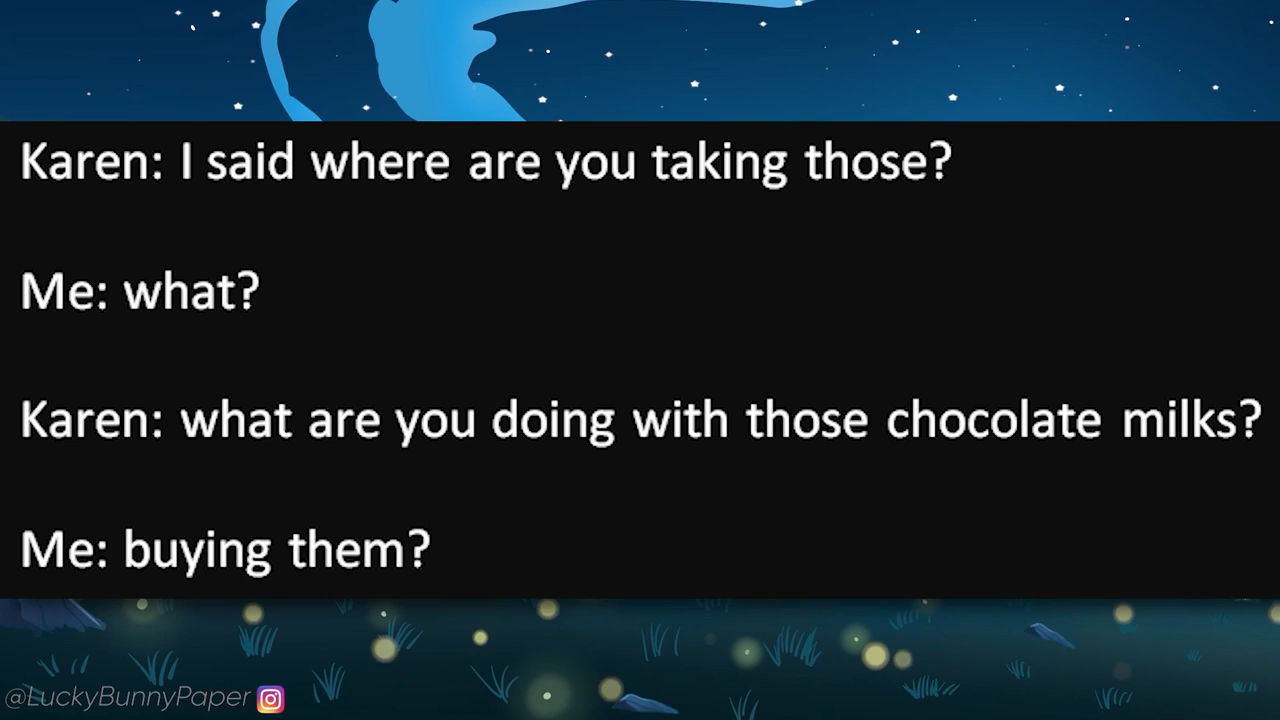 Karen: I said where are you taking those?
Me: what?
Karen: what are you doing with those chocolate milks?
Me: buying them?
@LuckyBunnyPaper